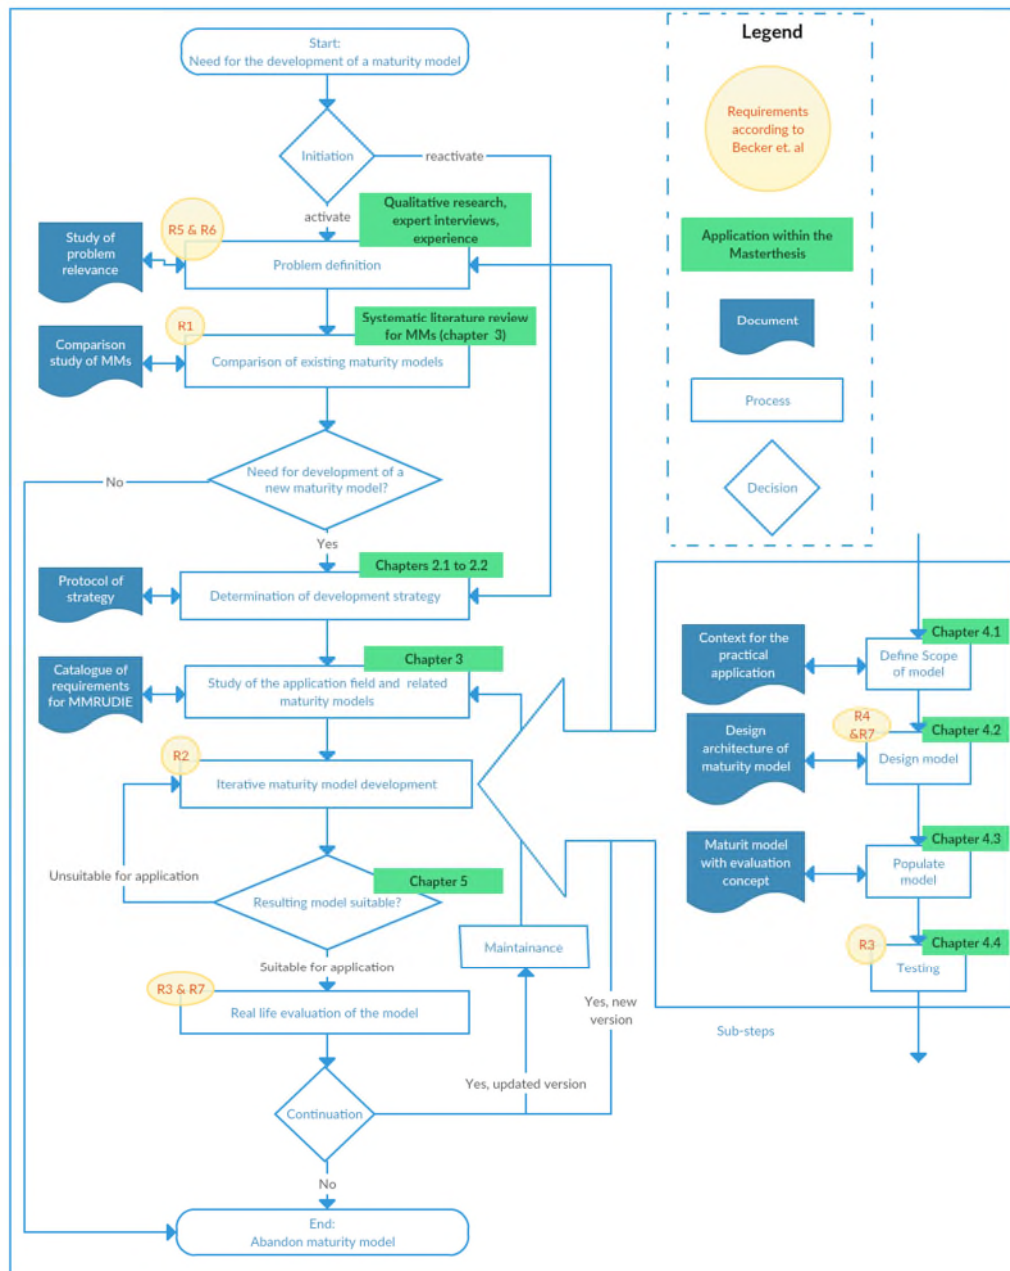 Start:
Need for the development of a maturity model
Initiation
reactivate
activate
Qualitative research,
expert interviews,
experience
R5 & R6
Study of
problem
relevance
Problem definition
Systematic literature review
for MMs (chapter 3)
R1
Comparison
study of MMs
Comparison of existing maturity models
Need for development of a
new maturity model?
No
Yes
Chapters 2.1 to 2.2
Protocol of
strategy
Determination of development strategy
Chapter 3
Catalogue of
requirements
for MMRUDIE
Study of the application field and related
maturity models
R2
Iterative maturity model development
Unsuitable for application
Chapter 5
Resulting model suitable?
Suitable for application
R3 & R7
Real life evaluation of the model
Maintainance
Yes, new
version
Yes, updated version
Continuation
No
End:
Abandon maturity model
Legend
Requirements
according to
Becker et. al
Application within the
Masterthesis
Document
Process
Decision
Chapter 4.1
Context for the
practical
application
Define Scope
of model
R4
&R7
Chapter 4.2
Design
architecture of
maturity model
Design model
Chapter 4.3
Maturit model
with evaluation
concept
Populate
model
R3
Chapter 4.4
Testing
Sub-steps